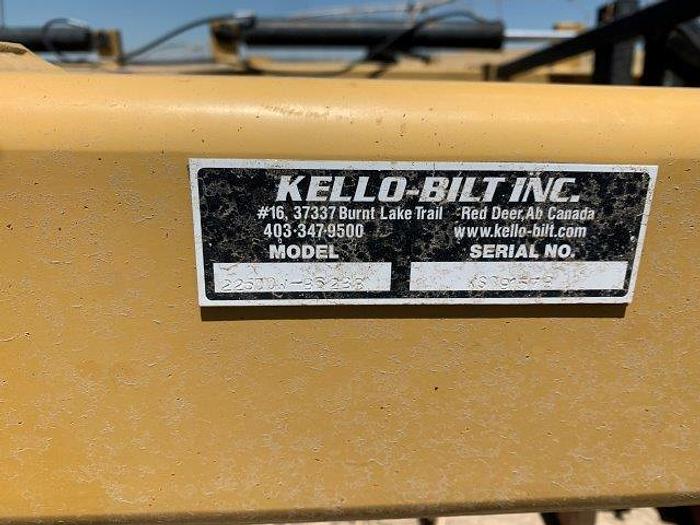 KELLO-BILT INC.
#16, 37337 Burnt Lake Trail Red Deer, Ab Canada
403-347-9500 www.kello-bilt.com
MODEL SERIAL NO.